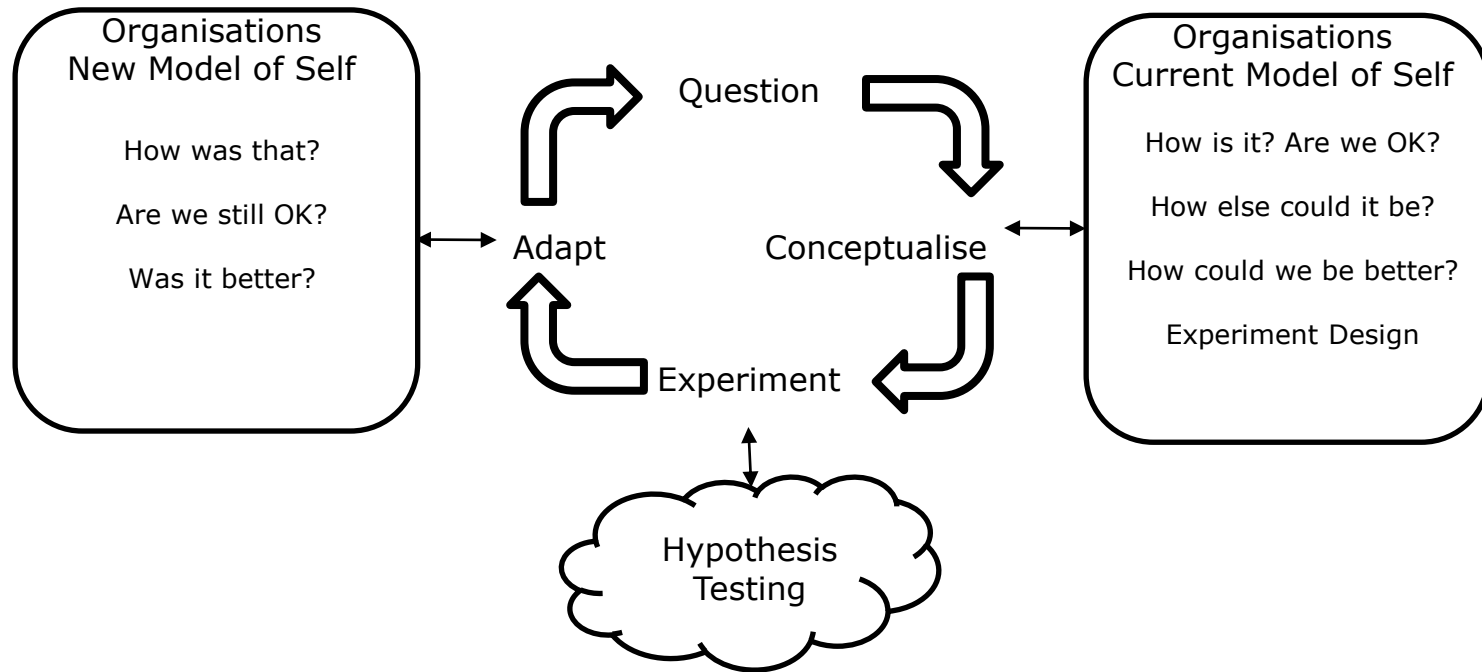 Organisations
New Model of Self
How was that?
Are we still OK?
Was it better?
Question
Adapt
Conceptualise
Experiment
Hypothesis
Testing
Organisations
Current Model of Self
How is it? Are we OK?
How else could it be?
How could we be better?
Experiment Design